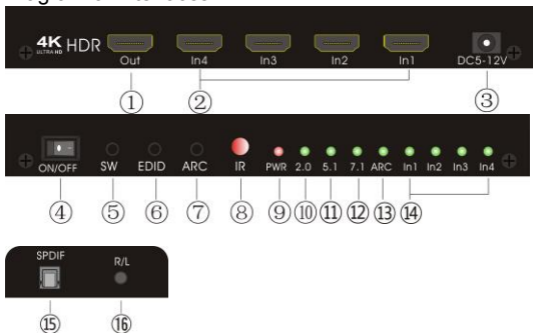 4K HDR
ULTRA HD
Out In4 In3 In2 In1 DC5-12V
① ② ③
ON/OFF SW EDID ARC IR PWR 2.0 5.1 7.1 ARC In1 In2 In3 In4
④ ⑤ ⑥ ⑦ ⑧ ⑨ ⑩ ⑪ ⑫ ⑬ ⑭
SPDIF R/L
⑮ ⑯